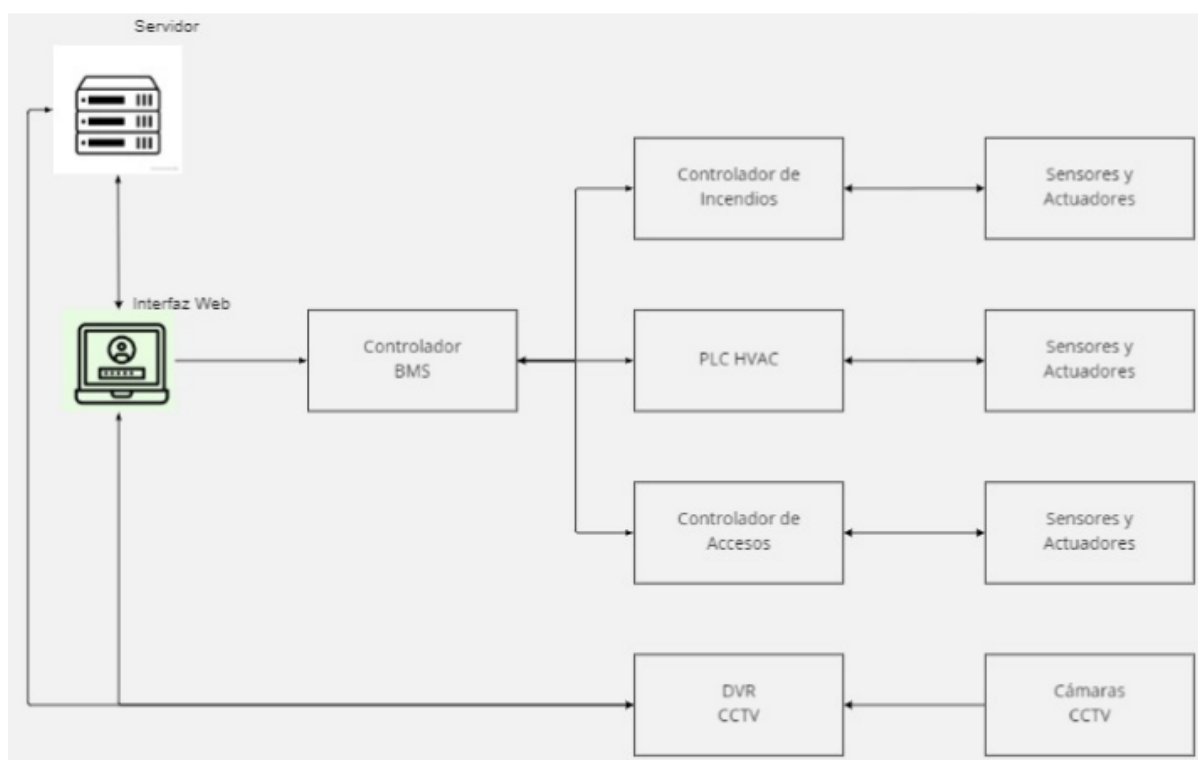 Servidor
Interfaz Web
Controlador
BMS
Controlador de
Incendios
Sensores y
Actuadores
PLC HVAC
Sensores y
Actuadores
Controlador de
Accesos
Sensores y
Actuadores
DVR
CCTV
Cámaras
CCTV